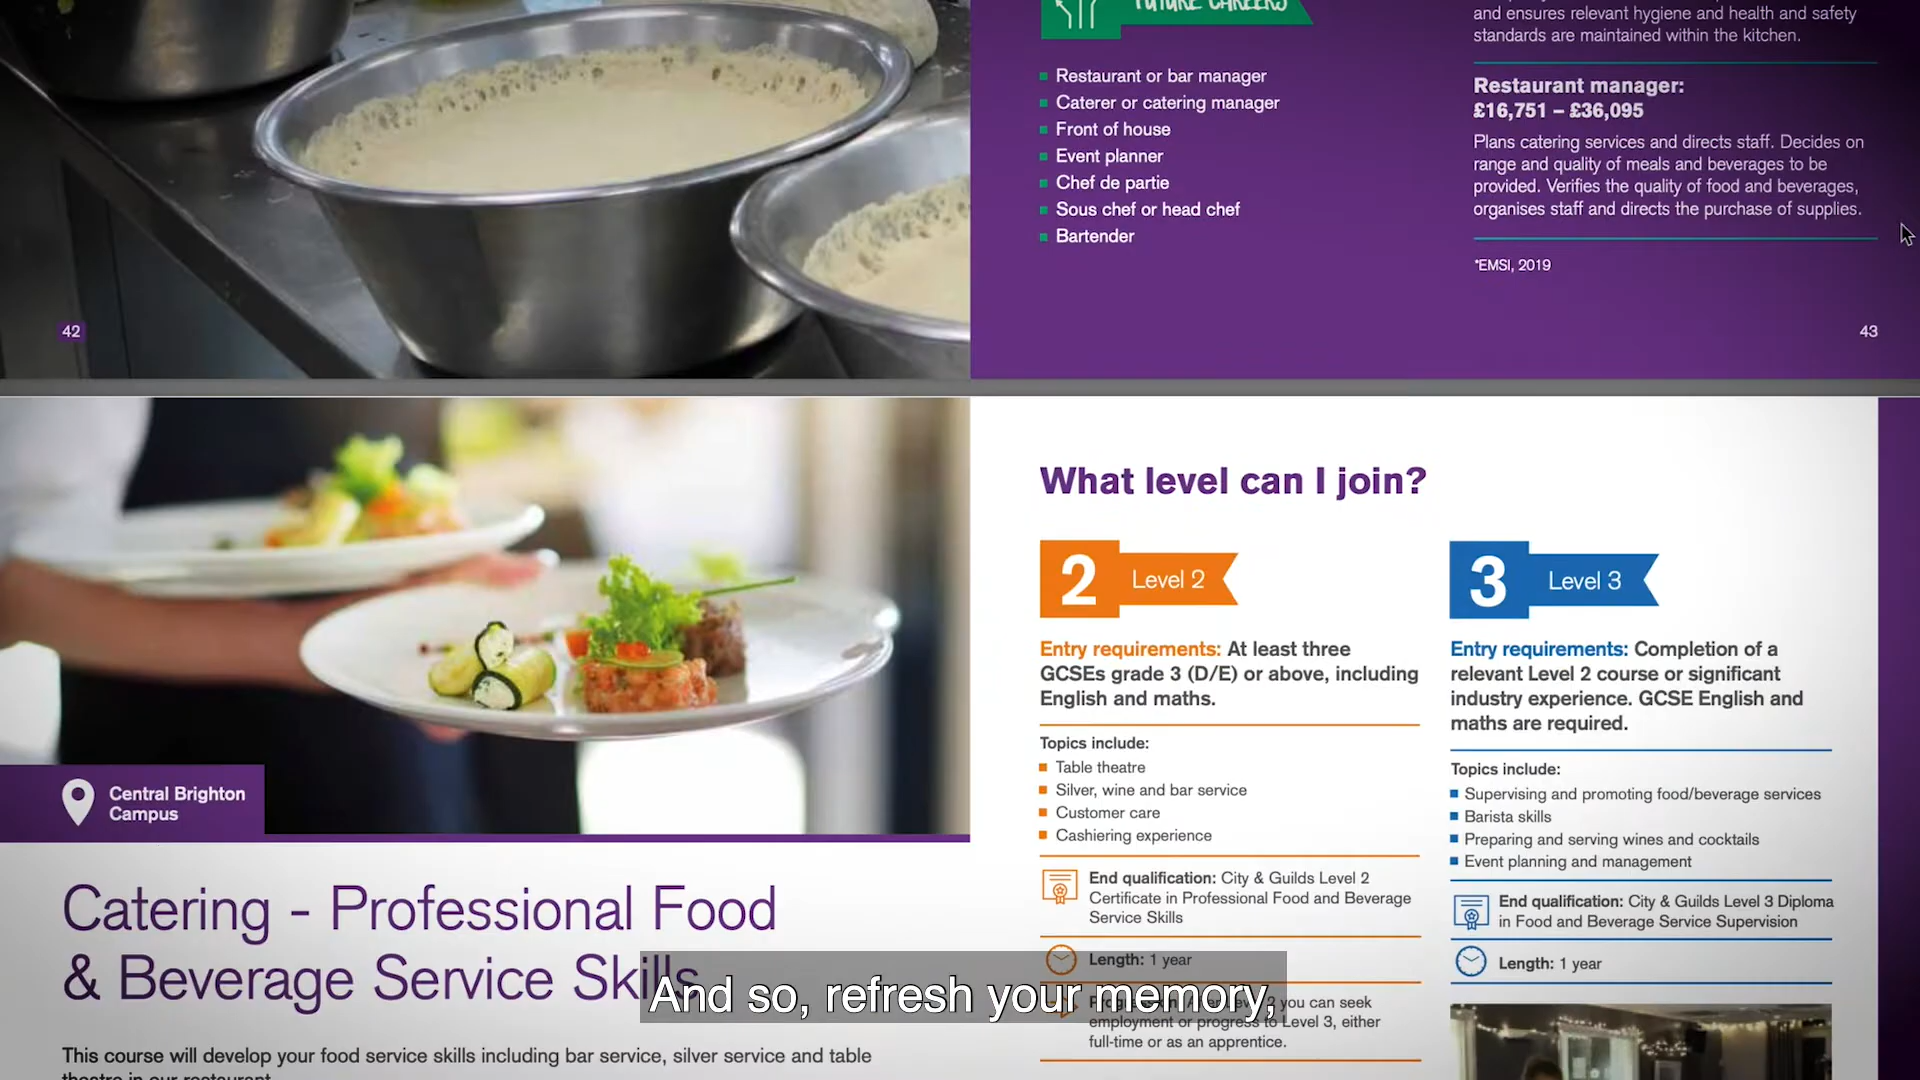 FUTURE CAREERS
Restaurant or bar manager
Caterer or catering manager
Front of house
Event planner
Chef de partie
Sous chef or head chef
Bartender
and ensures relevant hygiene and health and safety
standards are maintained within the kitchen.
Restaurant manager:
£16,751 – £36,095
Plans catering services and directs staff. Decides on
range and quality of meals and beverages to be
provided. Verifies the quality of food and beverages,
organises staff and directs the purchase of supplies.
*EMSI, 2019
42
43
Central Brighton
Campus
Catering - Professional Food
& Beverage Service Skills
This course will develop your food service skills including bar service, silver service and table
theatre in our restaurant.
What level can I join?
2 Level 2
Entry requirements: At least three
GCSEs grade 3 (D/E) or above, including
English and maths.
Topics include:
Table theatre
Silver, wine and bar service
Customer care
Cashiering experience
End qualification: City & Guilds Level 2
Certificate in Professional Food and Beverage
Service Skills
Length: 1 year
you can seek
employment or progress to Level 3, either
full-time or as an apprentice.
3 Level 3
Entry requirements: Completion of a
relevant Level 2 course or significant
industry experience. GCSE English and
maths are required.
Topics include:
Supervising and promoting food/beverage services
Barista skills
Preparing and serving wines and cocktails
Event planning and management
End qualification: City & Guilds Level 3 Diploma
in Food and Beverage Service Supervision
Length: 1 year
And so, refresh your memory,